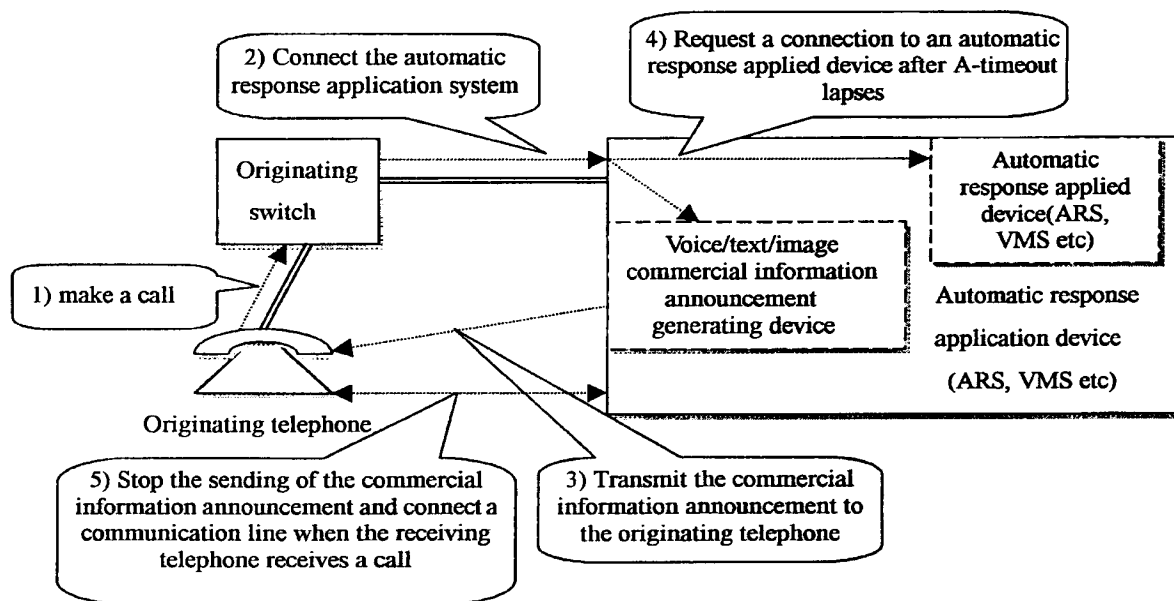 2) Connect the automatic
response application system
4) Request a connection to an automatic
response applied device after A-timeout
lapses
Originating
switch
Automatic
response applied
device(ARS,
VMS etc)
Voice/text/image
commercial information
announcement
generating device
1) make a call
Automatic response
application device
(ARS, VMS etc)
Originating telephone
5) Stop the sending of the commercial
information announcement and connect a
communication line when the receiving
telephone receives a call
3) Transmit the commercial
information announcement to
the originating telephone